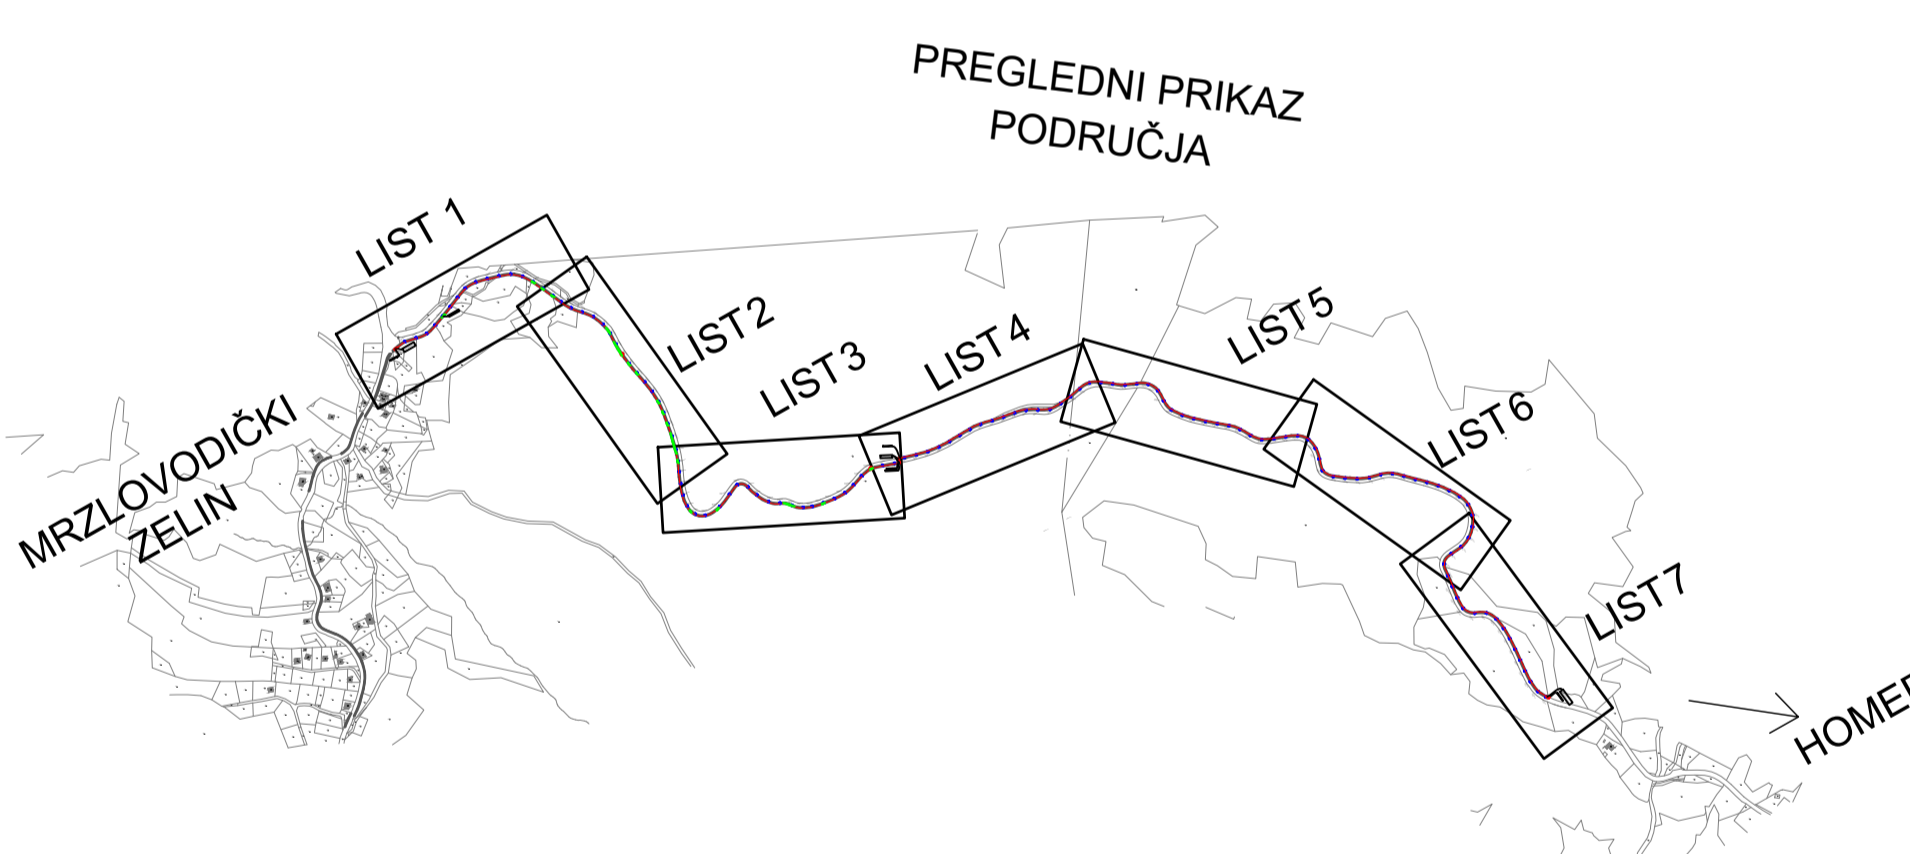 PREGLEDNI PRIKAZ
PODRUČJA
LIST 1
LIST 2
LIST 3
LIST 4
LIST 5
LIST 6
LIST 7
MRZLOVODIČKI
ZELIN